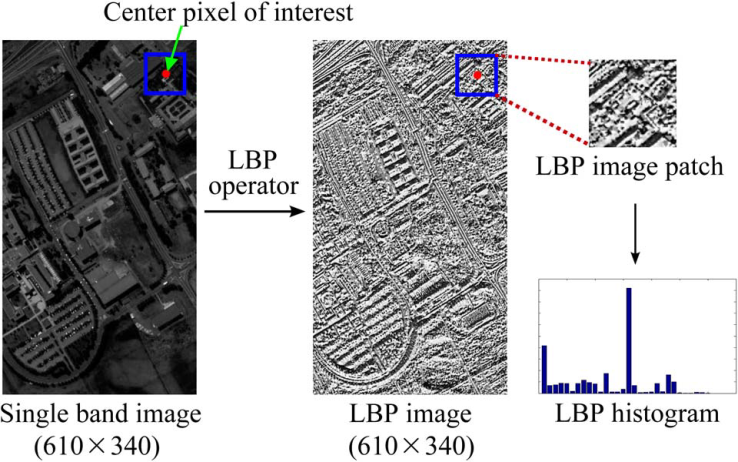 Center pixel of interest
LBP
operator
LBP image patch
Single band image
(610×340)
LBP image
(610×340)
LBP histogram